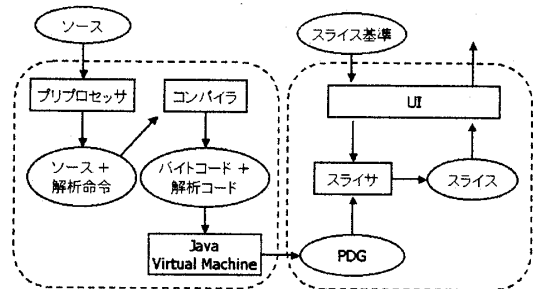 ソース
プリプロセッサ
コンパイラ
ソース +
解析命令
バイトコード +
解析コード
Java
Virtual Machine
スライス基準
UI
スライサ
スライス
PDG